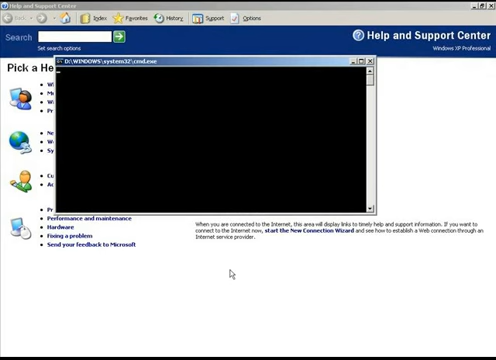 Help and Support Center
Back
Index
Favorites
History
Support
Options
Search
Set search options
Help and Support Center
Windows XP Professional
Pick a He
D:\WINDOWS\system32\cmd.exe
Performance and maintenance
Hardware
Fixing a problem
Send your feedback to Microsoft
When you are connected to the Internet, this area will display links to timely help and support information. If you want to
connect to the Internet now, start the New Connection Wizard and see how to establish a Web connection through an
Internet service provider.